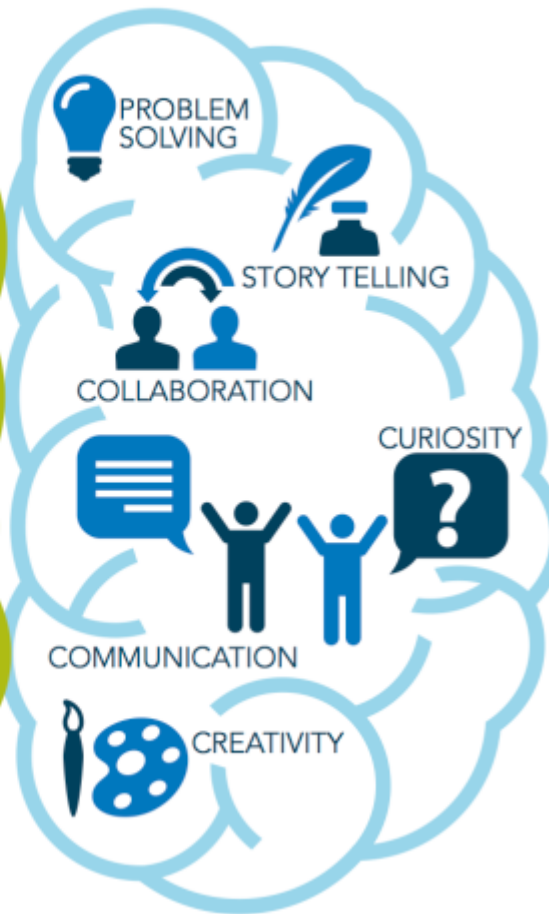 PROBLEM
SOLVING
STORY TELLING
COLLABORATION
CURIOSITY
?
COMMUNICATION
CREATIVITY